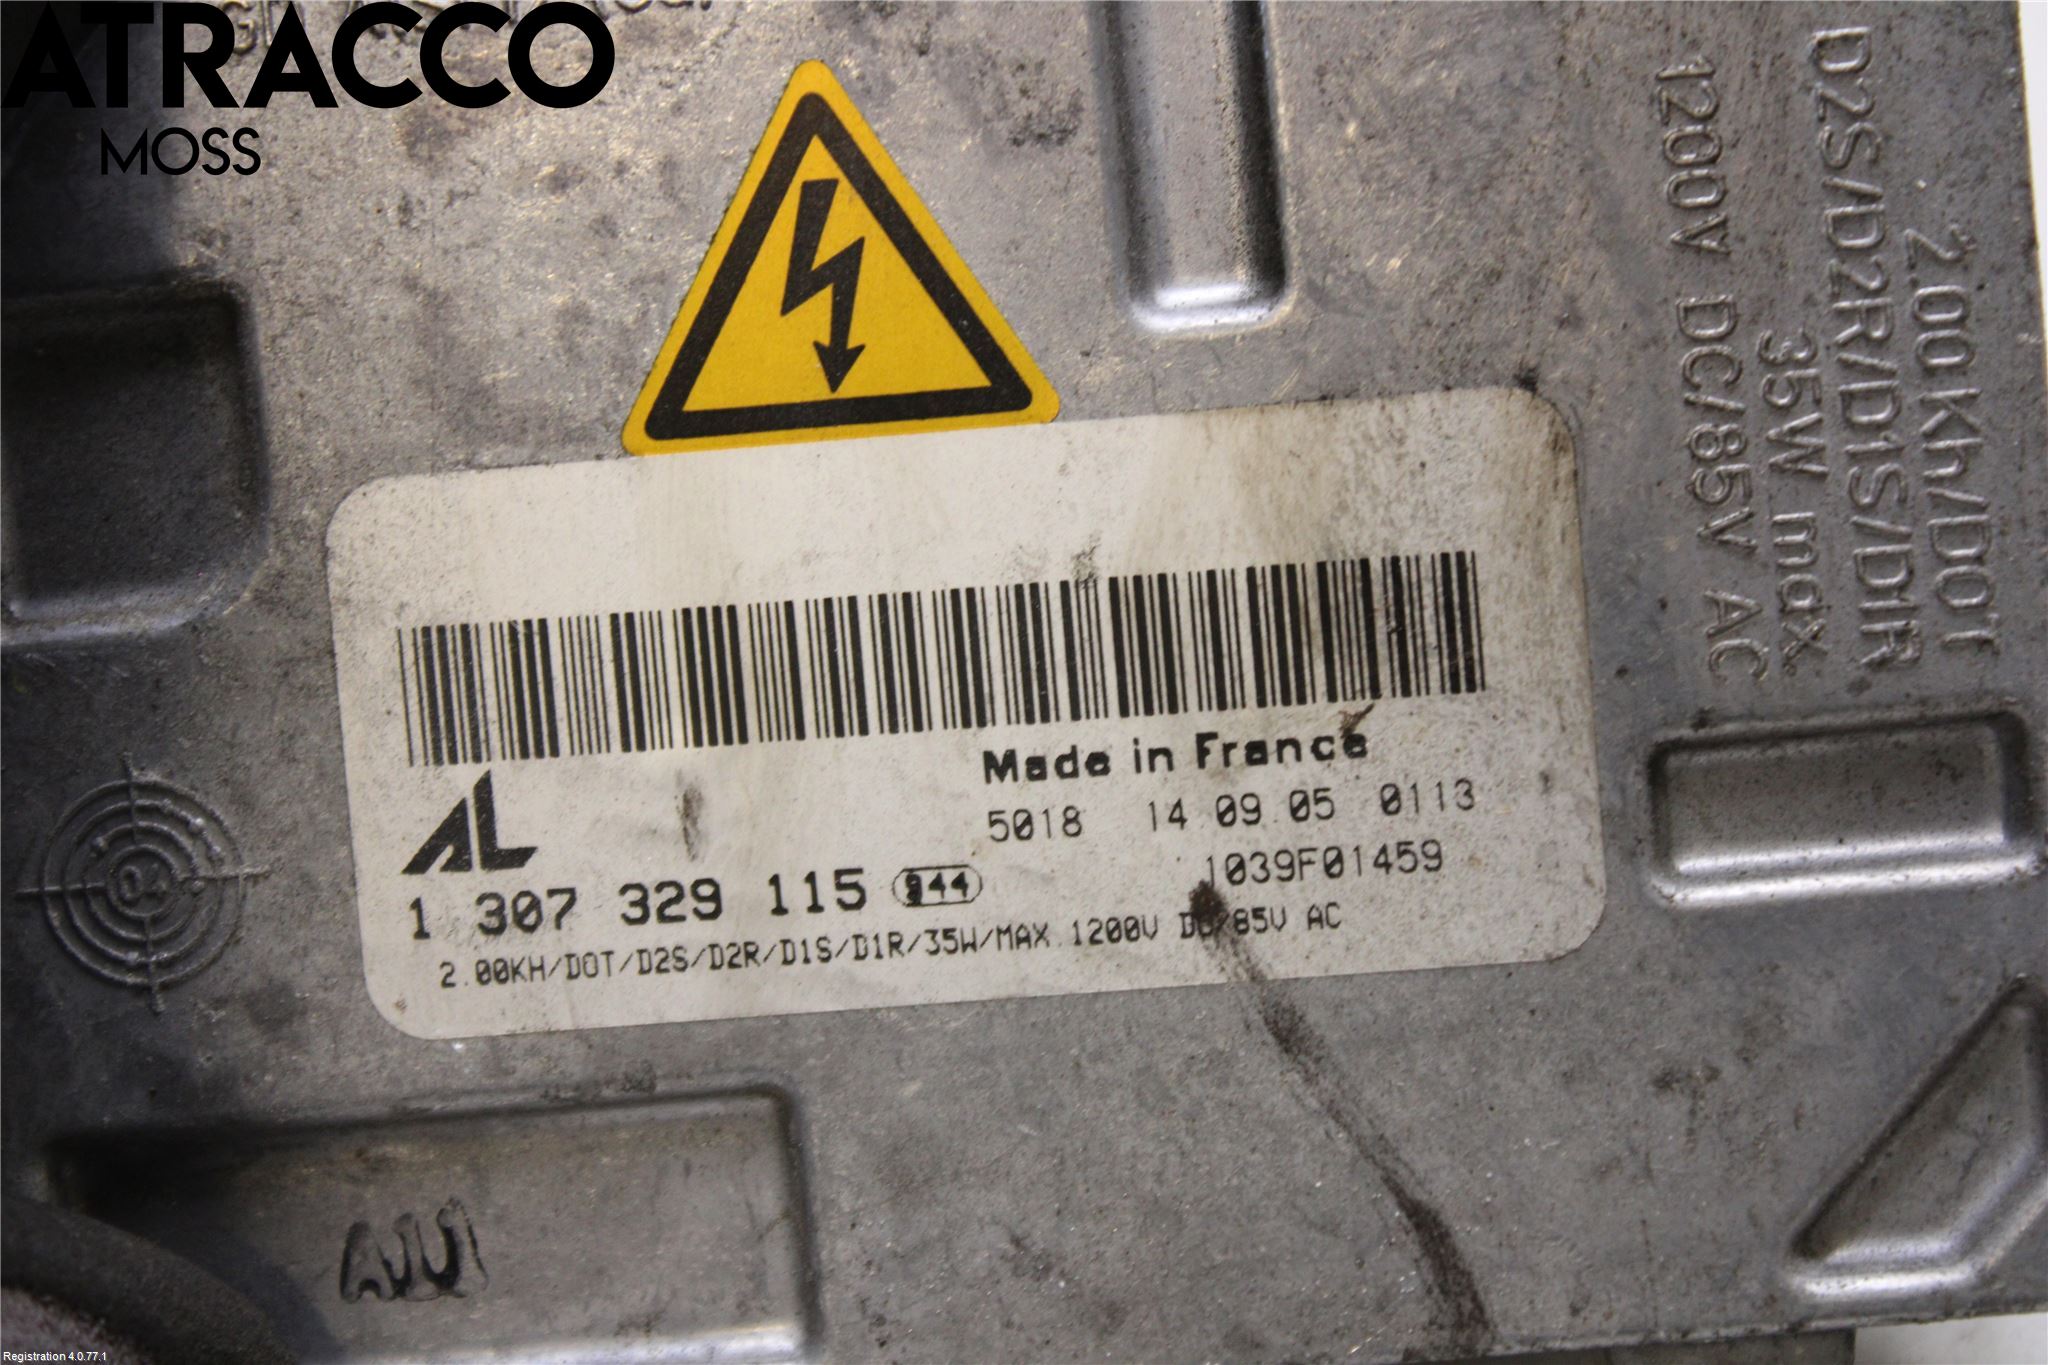 ATRACCO
MOSS
2.00Kh/DOT
D2S/D2R/D1S/D1R
35W max
1200V DC/85V AC
Made in France
5018 14 09 05 0113
1039F01459
AL
1 307 329 115 944
2.00KH/DOT/D2S/D2R/D1S/D1R/35W/MAX.1200V DC/85V AC
04
Registration 4.0.77.1